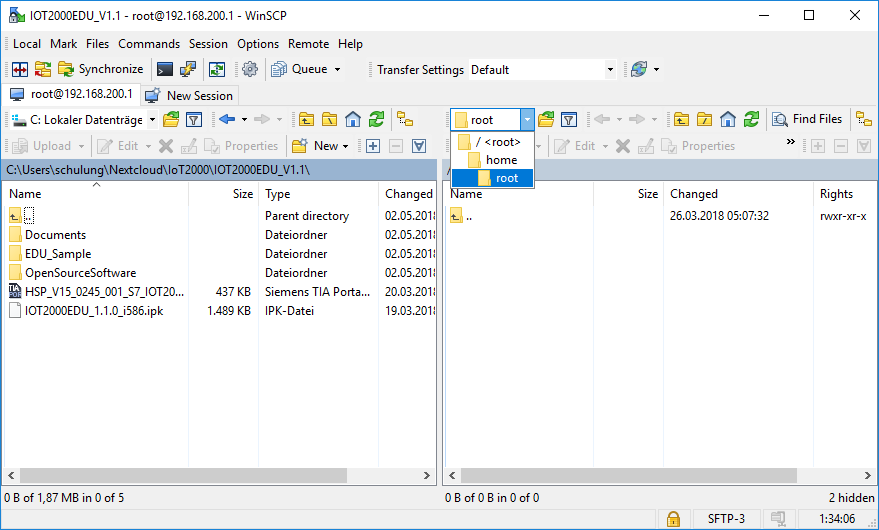 IOT2000EDU_V1.1 - root@192.168.200.1 - WinSCP
Local Mark Files Commands Session Options Remote Help
Synchronize Queue Transfer Settings Default
root@192.168.200.1 New Session
C: Lokaler Datenträge root Find Files
Upload Edit Properties New Edit Properties »
/ <root>
home
root
C:\Users\schulung\Nextcloud\IoT2000\IOT2000EDU_V1.1\ /
Name Size Type Changed Name Size Changed Rights
.. Parent directory 02.05.2018 .. 26.03.2018 05:07:32 rwxr-xr-x
Documents Dateiordner 02.05.2018
EDU_Sample Dateiordner 02.05.2018
OpenSourceSoftware Dateiordner 02.05.2018
HSP_V15_0245_001_S7_IOT20... 437 KB Siemens TIA Porta... 20.03.2018
IOT2000EDU_1.1.0_i586.ipk 1.489 KB IPK-Datei 19.03.2018
0 B of 1,87 MB in 0 of 5 0 B of 0 B in 0 of 0 2 hidden
SFTP-3 1:34:06